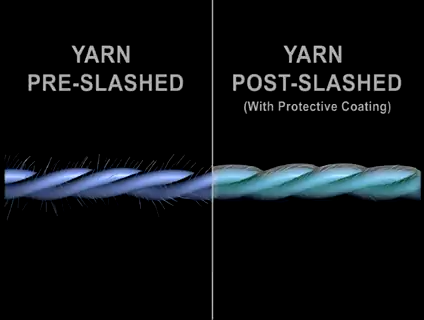 YARN
PRE-SLASHED
YARN
POST-SLASHED
(With Protective Coating)